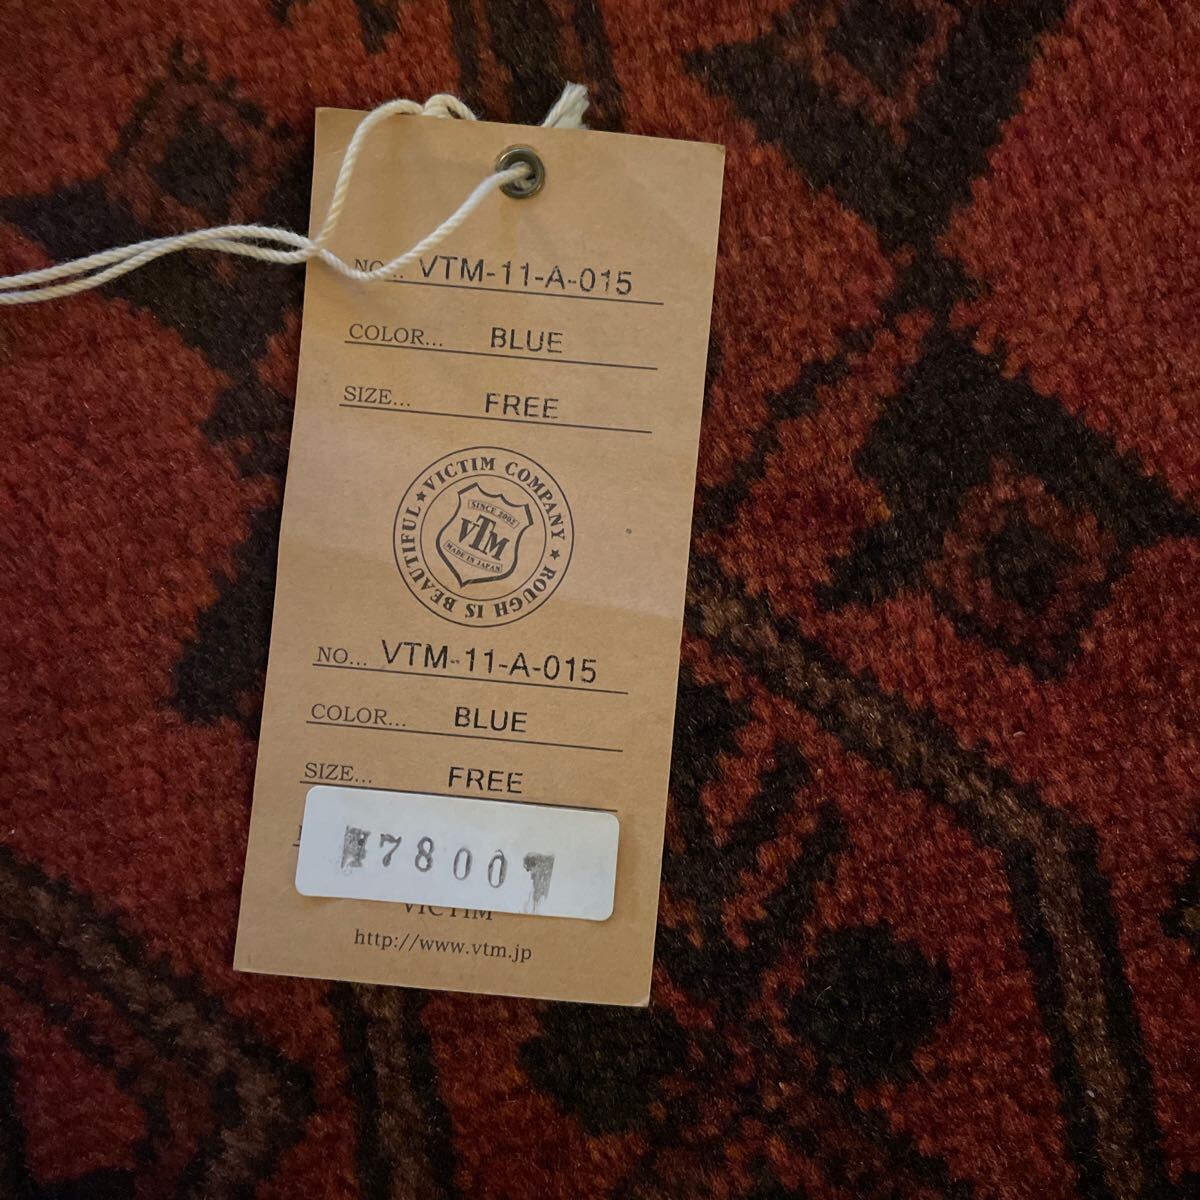 NO... VTM-11-A-015
COLOR... BLUE
SIZE... FREE
VICTIM COMPANY ★ ROUGH IS BEAUTIFUL ★
SINCE 2002
VTM
MADE IN JAPAN
NO... VTM-11-A-015
COLOR... BLUE
SIZE... FREE
7800
VICTIM
http://www.vtm.jp